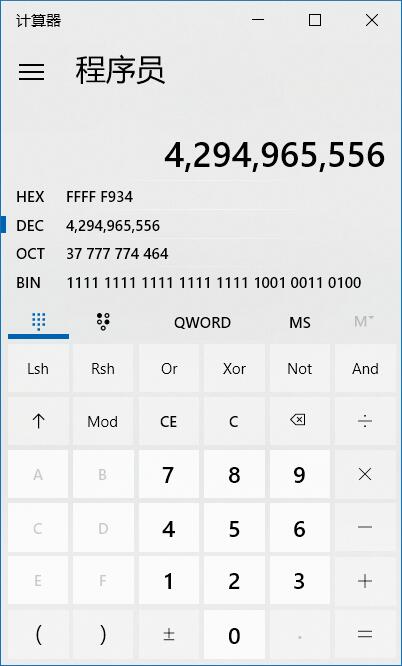 计算器
程序员
4,294,965,556
HEX FFFF F934
DEC 4,294,965,556
OCT 37 777 774 464
BIN 1111 1111 1111 1111 1111 1001 0011 0100
QWORD MS M
Lsh Rsh Or Xor Not And
↑ Mod CE C ⌫ ÷
A B 7 8 9 ×
C D 4 5 6 −
E F 1 2 3 +
( ) ± 0 . =